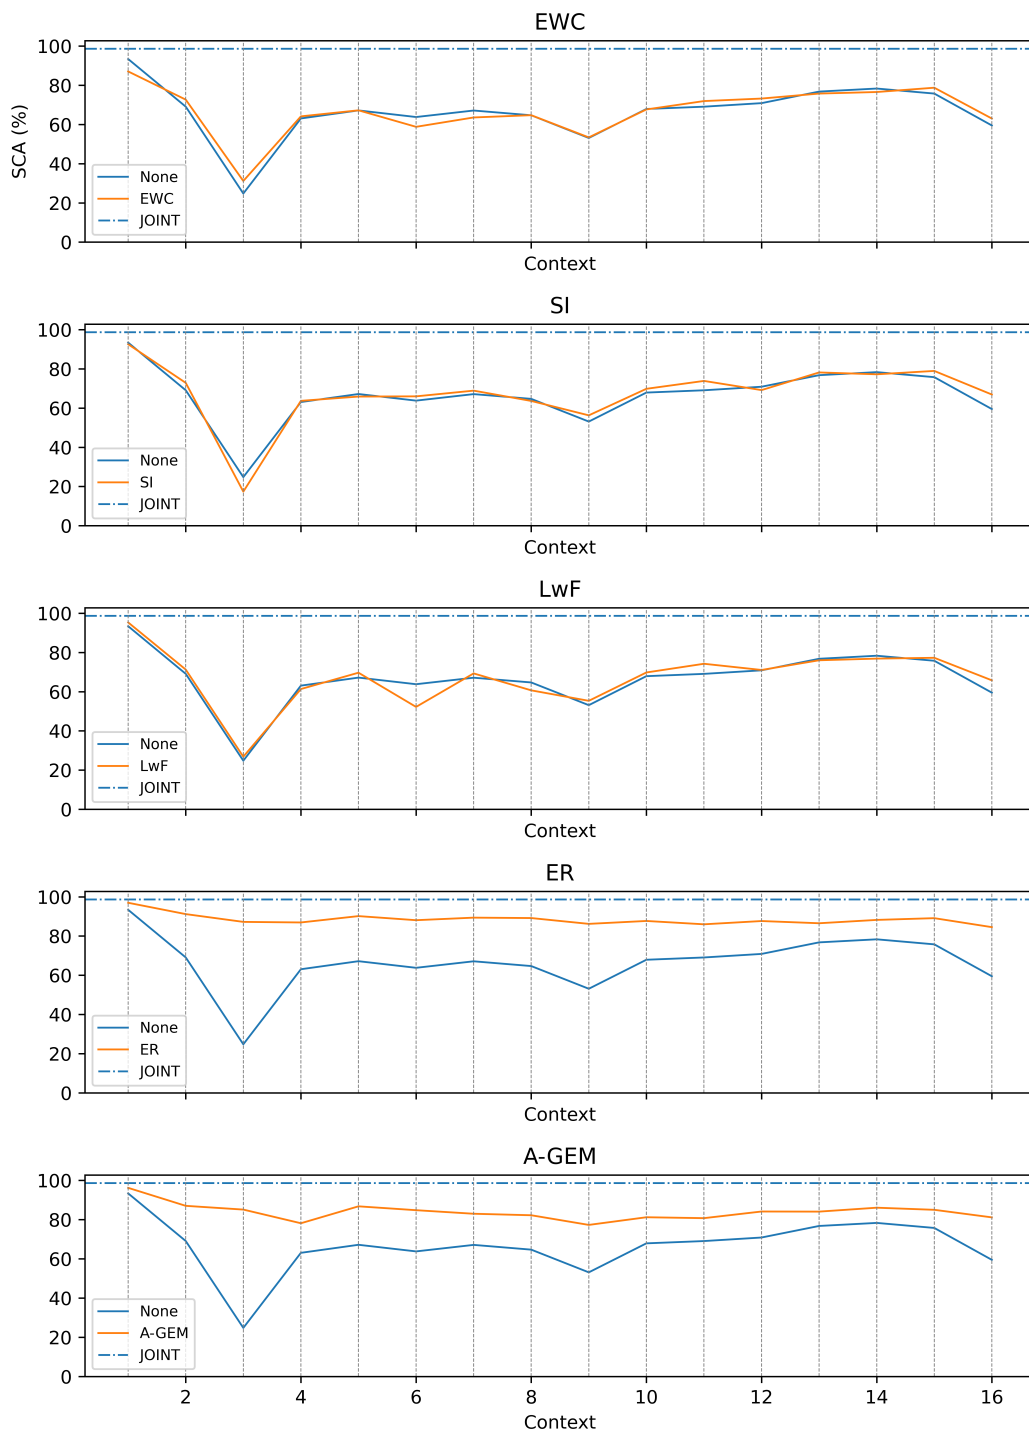 EWC
100
80
60
40
20
0
SCA (%)
None
EWC
JOINT
Context
SI
100
80
60
40
20
0
None
SI
JOINT
Context
LwF
100
80
60
40
20
0
None
LwF
JOINT
Context
ER
100
80
60
40
20
0
None
ER
JOINT
Context
A-GEM
100
80
60
40
20
0
None
A-GEM
JOINT
2 4 6 8 10 12 14 16
Context